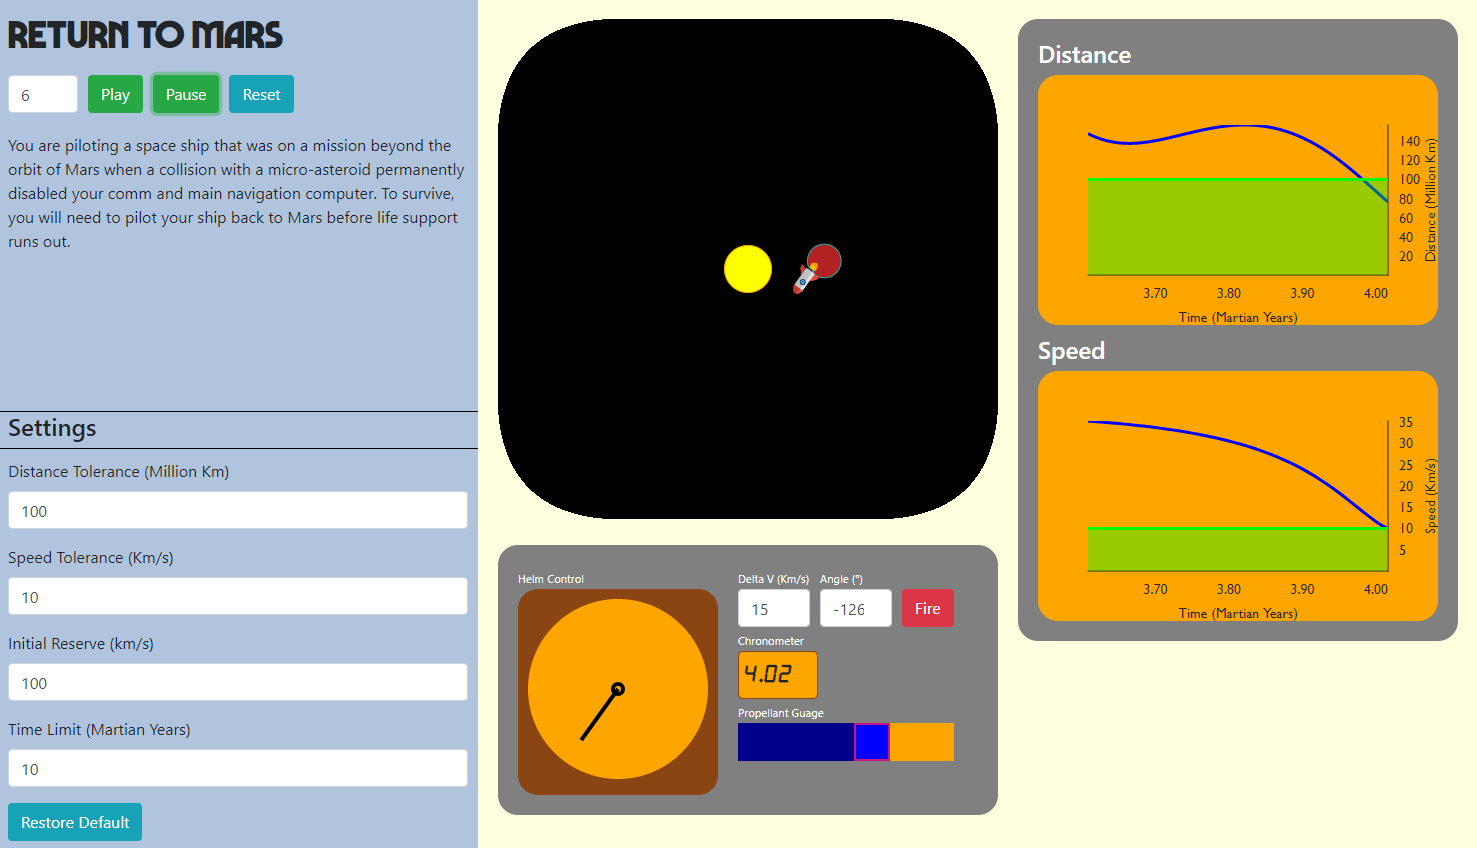 RETURN TO MARS
6 Play Pause Reset
You are piloting a space ship that was on a mission beyond the
orbit of Mars when a collision with a micro-asteroid permanently
disabled your comm and main navigation computer. To survive,
you will need to pilot your ship back to Mars before life support
runs out.
Settings
Distance Tolerance (Million Km)
100
Speed Tolerance (Km/s)
10
Initial Reserve (km/s)
100
Time Limit (Martian Years)
10
Restore Default
Helm Control
Delta V (Km/s) Angle (°)
15 -126 Fire
Chronometer
4.02
Propellant Guage
Distance
140
120
100
80
60
40
20
Distance (Million Km)
3.70 3.80 3.90 4.00
Time (Martian Years)
Speed
35
30
25
20
15
10
5
Speed (Km/s)
3.70 3.80 3.90 4.00
Time (Martian Years)